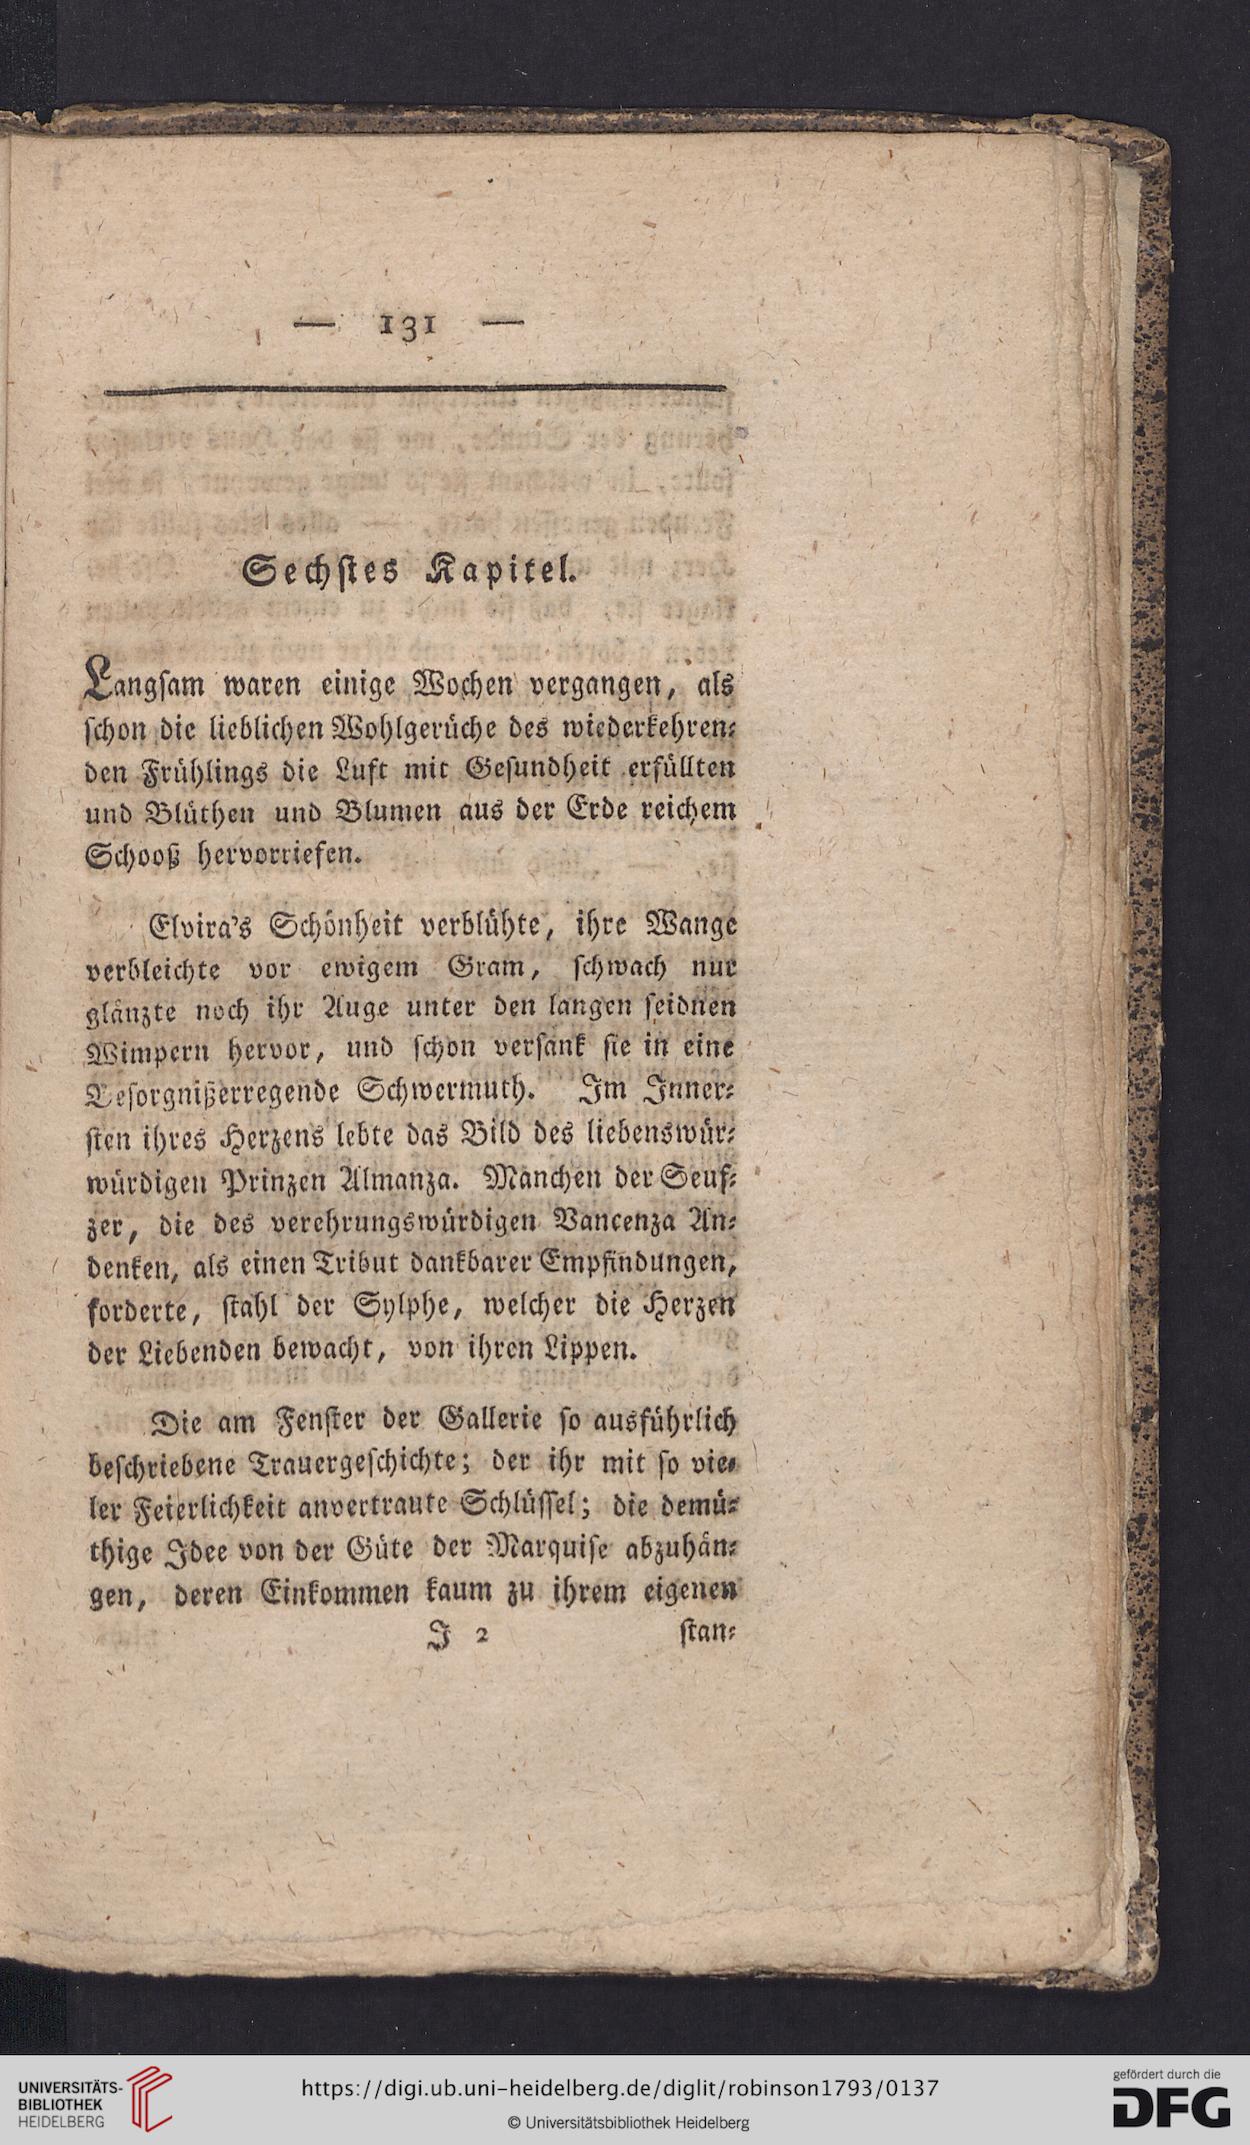 — 131 —
Sechstes Kapitel.
Langsam waren einige Wochen vergangen, als
schon die lieblichen Wohlgerüche des wiederkehren⸗
den Frühlings die Luft mit Gesundheit erfüllten
und Blüthen und Blumen aus der Erde reichem
Schooß hervorriefen.
Elvira's Schönheit verblühte, ihre Wange
verbleichte vor ewigem Gram, schwach nur
glänzte noch ihr Auge unter den langen seidnen
Wimpern hervor, und schon versank sie in eine
Besorgnißerregende Schwermuth. Im Inner⸗
sten ihres Herzens lebte das Bild des liebenswür⸗
würdigen Prinzen Almanza. Manchen der Seuf⸗
zer, die des verehrungswürdigen Vancenza An⸗
denken, als einen Tribut dankbarer Empfindungen,
forderte, stahl der Sylphe, welcher die Herzen
der Liebenden bewacht, von ihren Lippen.
Die am Fenster der Gallerie so ausführlich
beschriebene Trauergeschichte; der ihr mit so vie⸗
ler Feierlichkeit anvertraute Schlüssel; die demü⸗
thige Idee von der Güte der Marquise abzuhän⸗
gen, deren Einkommen kaum zu ihrem eigenen
I 2 stan⸗
UNIVERSITÄTS-
BIBLIOTHEK
HEIDELBERG
https://digi.ub.uni-heidelberg.de/diglit/robinson1793/0137
© Universitätsbibliothek Heidelberg
gefördert durch die
DFG